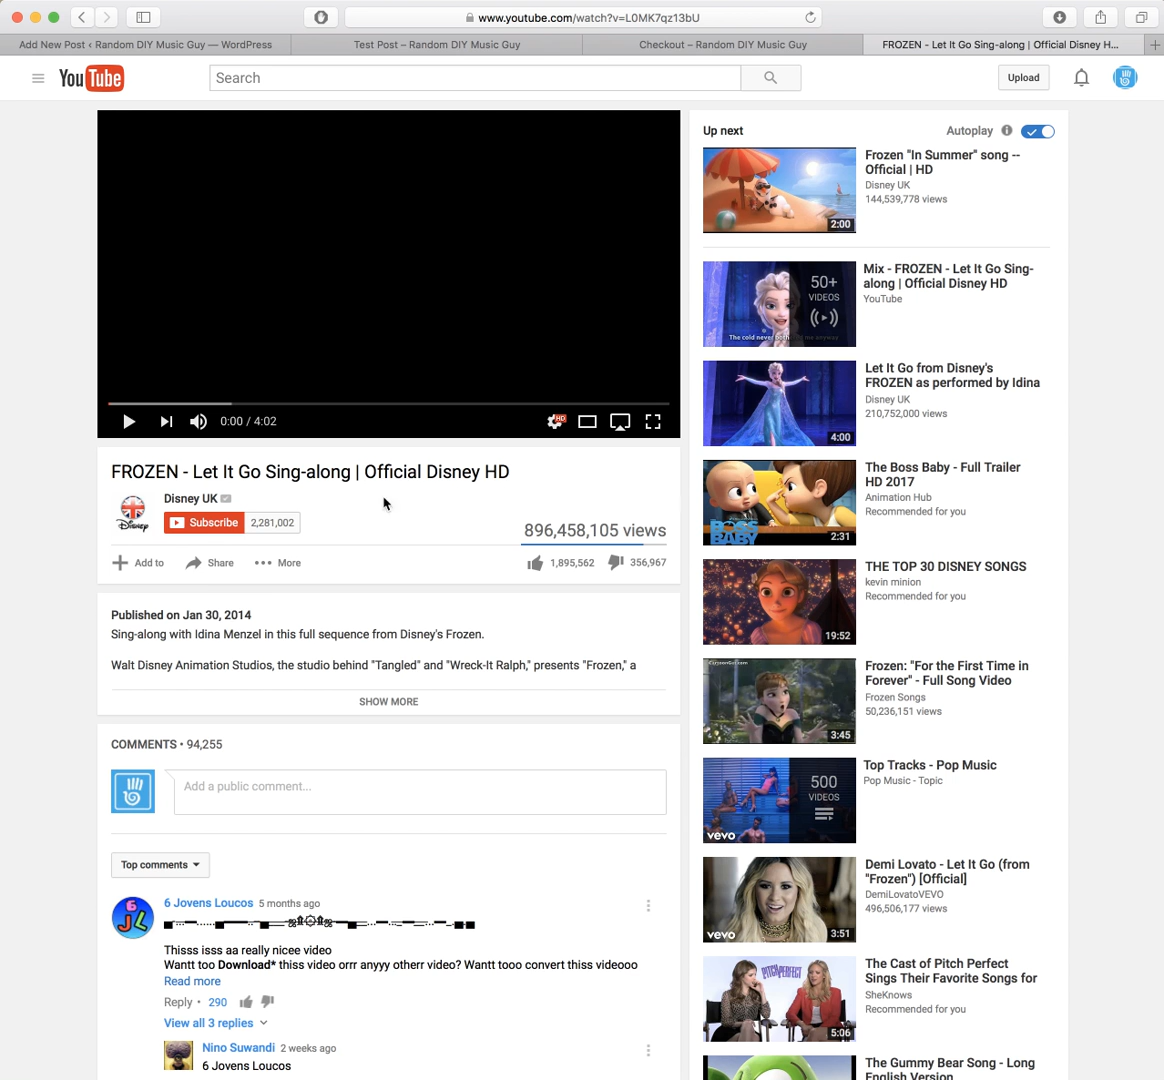 www.youtube.com/watch?v=L0MK7qz13bU
Add New Post ‹ Random DIY Music Guy — WordPress
Test Post – Random DIY Music Guy
Checkout – Random DIY Music Guy
FROZEN - Let It Go Sing-along | Official Disney H...
YouTube
Search
Upload
0:00 / 4:02
HD
FROZEN - Let It Go Sing-along | Official Disney HD
Disney UK
Disney
Subscribe 2,281,002
896,458,105 views
Add to
Share
More
1,895,562
356,967
Published on Jan 30, 2014
Sing-along with Idina Menzel in this full sequence from Disney's Frozen.
Walt Disney Animation Studios, the studio behind "Tangled" and "Wreck-It Ralph," presents "Frozen," a
SHOW MORE
COMMENTS • 94,255
Add a public comment...
Top comments
6 JL
6 Jovens Loucos 5 months ago
Thisss isss aa really nicee video
Wantt too Download* thiss video orrr anyyy otherr video? Wantt tooo convert thiss videooo
Read more
Reply • 290
View all 3 replies
Nino Suwandi 2 weeks ago
6 Jovens Loucos
Up next
Autoplay
2:00
Frozen "In Summer" song --
Official | HD
Disney UK
144,539,778 views
50+
VIDEOS
Mix - FROZEN - Let It Go Sing-
along | Official Disney HD
YouTube
4:00
Let It Go from Disney's
FROZEN as performed by Idina
Disney UK
210,752,000 views
BOSS
BABY
2:31
The Boss Baby - Full Trailer
HD 2017
Animation Hub
Recommended for you
19:52
THE TOP 30 DISNEY SONGS
kevin minion
Recommended for you
3:45
Frozen: "For the First Time in
Forever" - Full Song Video
Frozen Songs
50,236,151 views
500
VIDEOS
vevo
Top Tracks - Pop Music
Pop Music - Topic
vevo
3:51
Demi Lovato - Let It Go (from
"Frozen") [Official]
DemiLovatoVEVO
496,506,177 views
PITCH PERFECT
5:06
The Cast of Pitch Perfect
Sings Their Favorite Songs for
SheKnows
Recommended for you
The Gummy Bear Song - Long
English Version